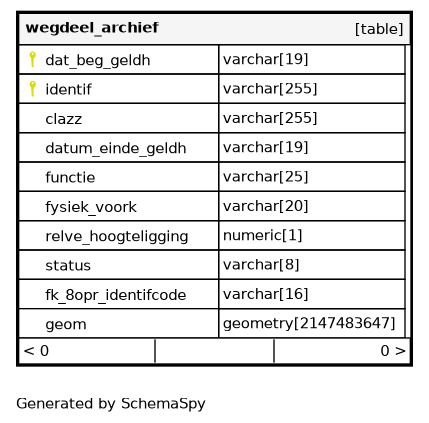 wegdeel_archief [table]
dat_beg_geldh varchar[19]
identif varchar[255]
clazz varchar[255]
datum_einde_geldh varchar[19]
functie varchar[25]
fysiek_voork varchar[20]
relve_hoogteligging numeric[1]
status varchar[8]
fk_8opr_identifcode varchar[16]
geom geometry[2147483647]
< 0 0 >
Generated by SchemaSpy